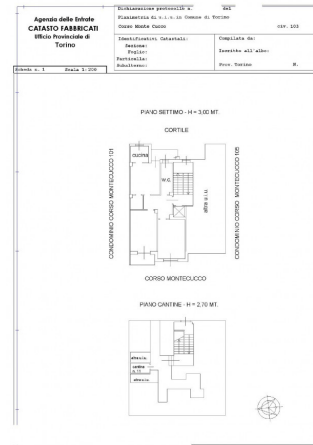 Agenzia delle Entrate
CATASTO FABBRICATI
Ufficio Provinciale di
Torino
Dichiarazione protocollo n. del
Planimetria di u.i.u. in Comune di Torino
Corso Monte Cucco civ. 103
Identificativi Catastali:
Sezione:
Foglio:
Particella:
Subalterno:
Compilata da:
Iscritto all'albo:
Prov. Torino N.
Scheda n. 1 Scala 1:200
PIANO SETTIMO - H = 3,00 MT.
CORTILE
CONDOMINIO CORSO MONTECUCCO 101
cucina
w.c.
CONDOMINIO CORSO MONTECUCCO 105
CORSO MONTECUCCO
PIANO CANTINE - H = 2,70 MT.
cantina